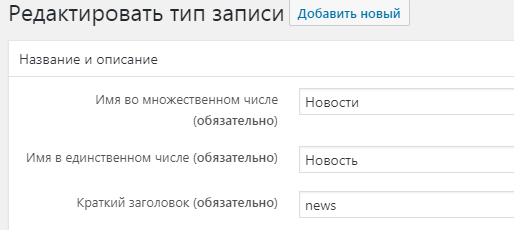 Редактировать тип записи Добавить новый
Название и описание
Имя во множественном числе
(обязательно)
Новости
Имя в единственном числе (обязательно) Новость
Краткий заголовок (обязательно) news